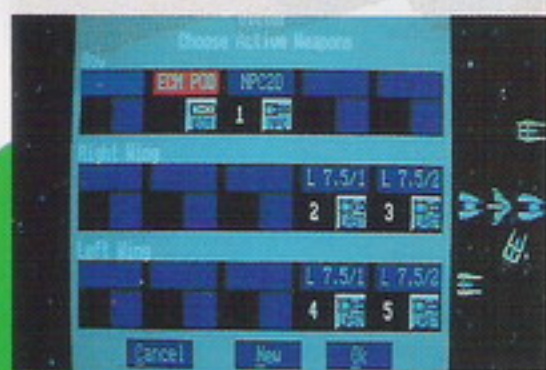 Choose Active Weapons
Bow
ECM POD NPC20
1
Right Wing
L 7.5/1 L 7.5/2
2 3
Left Wing
L 7.5/1 L 7.5/2
4 5
Cancel New Ok